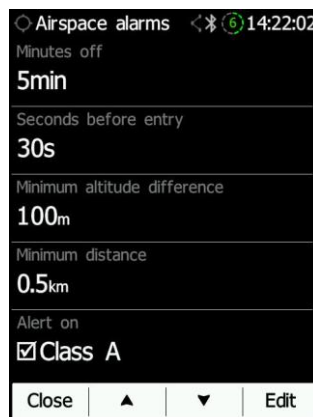 Airspace alarms 6 14:22:02
Minutes off
5min
Seconds before entry
30s
Minimum altitude difference
100m
Minimum distance
0.5km
Alert on
Class A
Close Edit